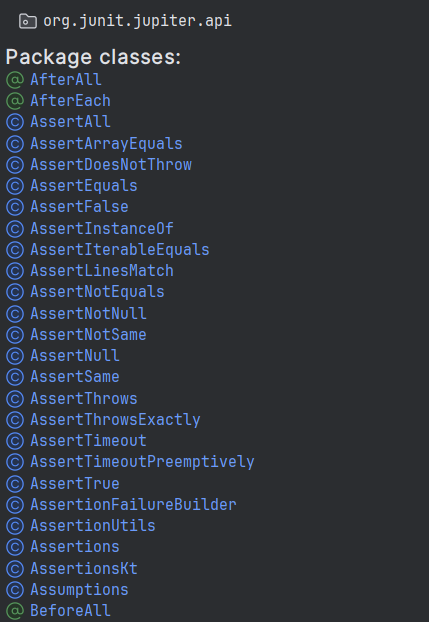 org.junit.jupiter.api
Package classes:
@ AfterAll
@ AfterEach
C AssertAll
C AssertArrayEquals
C AssertDoesNotThrow
C AssertEquals
C AssertFalse
C AssertInstanceOf
C AssertIterableEquals
C AssertLinesMatch
C AssertNotEquals
C AssertNotNull
C AssertNotSame
C AssertNull
C AssertSame
C AssertThrows
C AssertThrowsExactly
C AssertTimeout
C AssertTimeoutPreemptively
C AssertTrue
C AssertionFailureBuilder
C AssertionUtils
C Assertions
C AssertionsKt
C Assumptions
@ BeforeAll